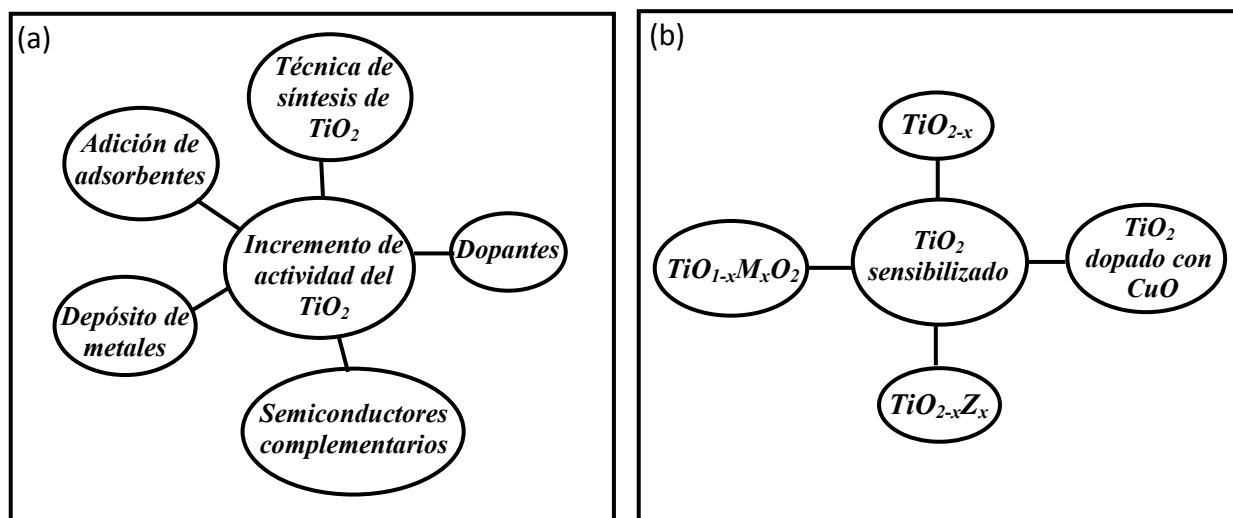 (a)
Técnica de
síntesis de
TiO2
Adición de
adsorbentes
Incremento de
actividad del
TiO2
Dopantes
Depósito de
metales
Semiconductores
complementarios
(b)
TiO2-x
TiO1-xMxO2
TiO2
sensibilizado
TiO2
dopado con
CuO
TiO2-xZx